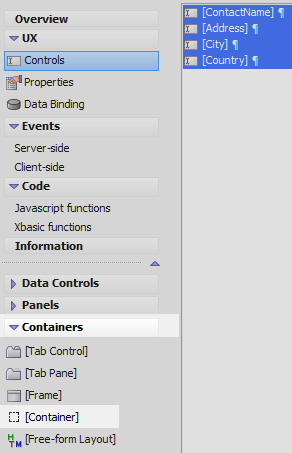 Overview
UX
Controls
Properties
Data Binding
Events
Server-side
Client-side
Code
Javascript functions
Xbasic functions
Information
Data Controls
Panels
Containers
[Tab Control]
[Tab Pane]
[Frame]
[Container]
HTM [Free-form Layout]
[ContactName] ¶
[Address] ¶
[City] ¶
[Country] ¶